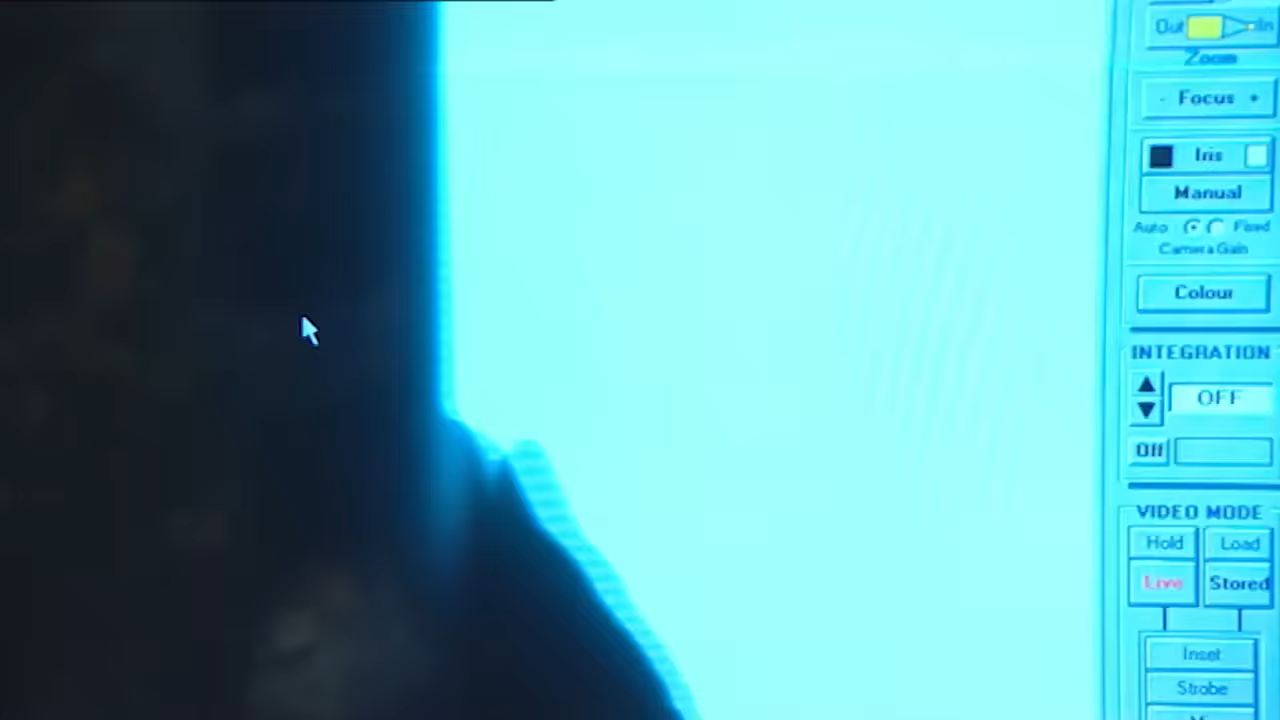 Out In
Zoom
- Focus +
Iris
Manual
Auto Fixed
Camera Gain
Colour
INTEGRATION
OFF
Off
VIDEO MODE
Hold Load
Live Stored
Inset
Strobe